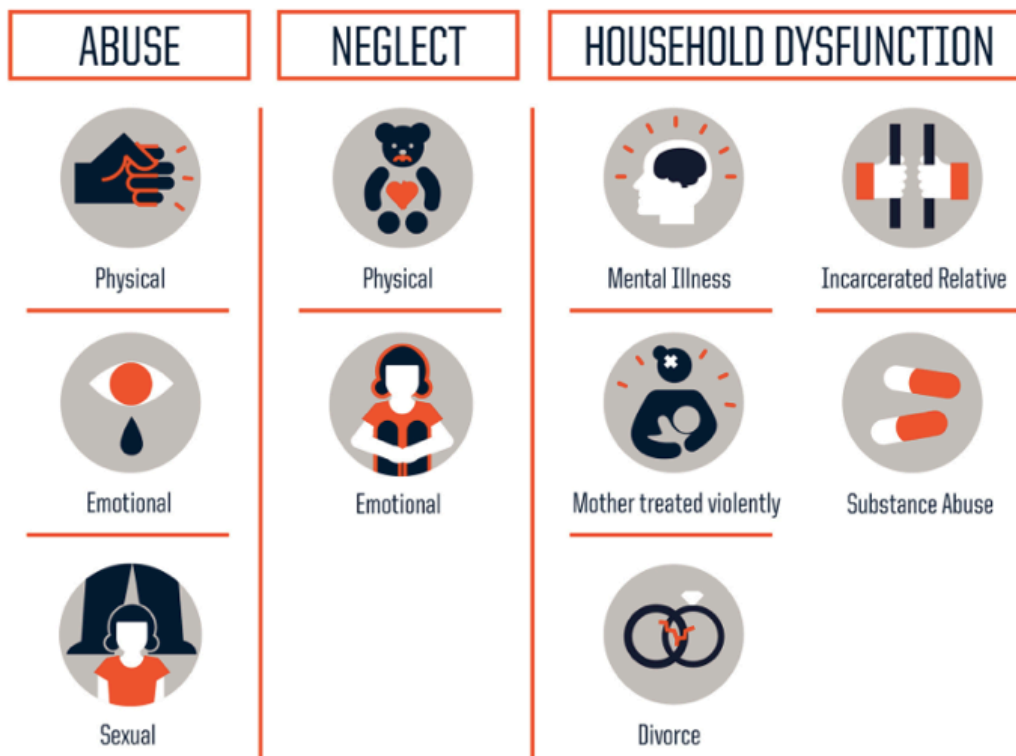 ABUSE
NEGLECT
HOUSEHOLD DYSFUNCTION
Physical
Physical
Mental Illness
Incarcerated Relative
Emotional
Emotional
Mother treated violently
Substance Abuse
Sexual
Divorce